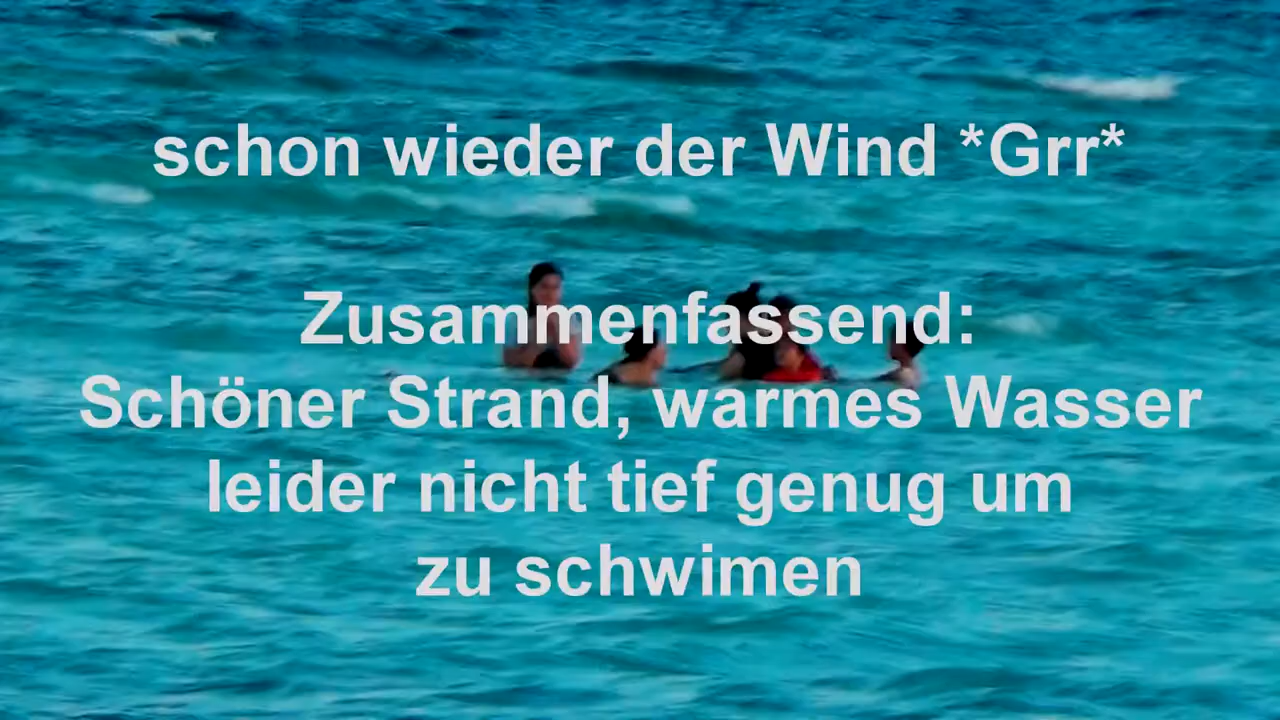 schon wieder der Wind *Grr*
Zusammenfassend:
Schöner Strand, warmes Wasser
leider nicht tief genug um
zu schwimen